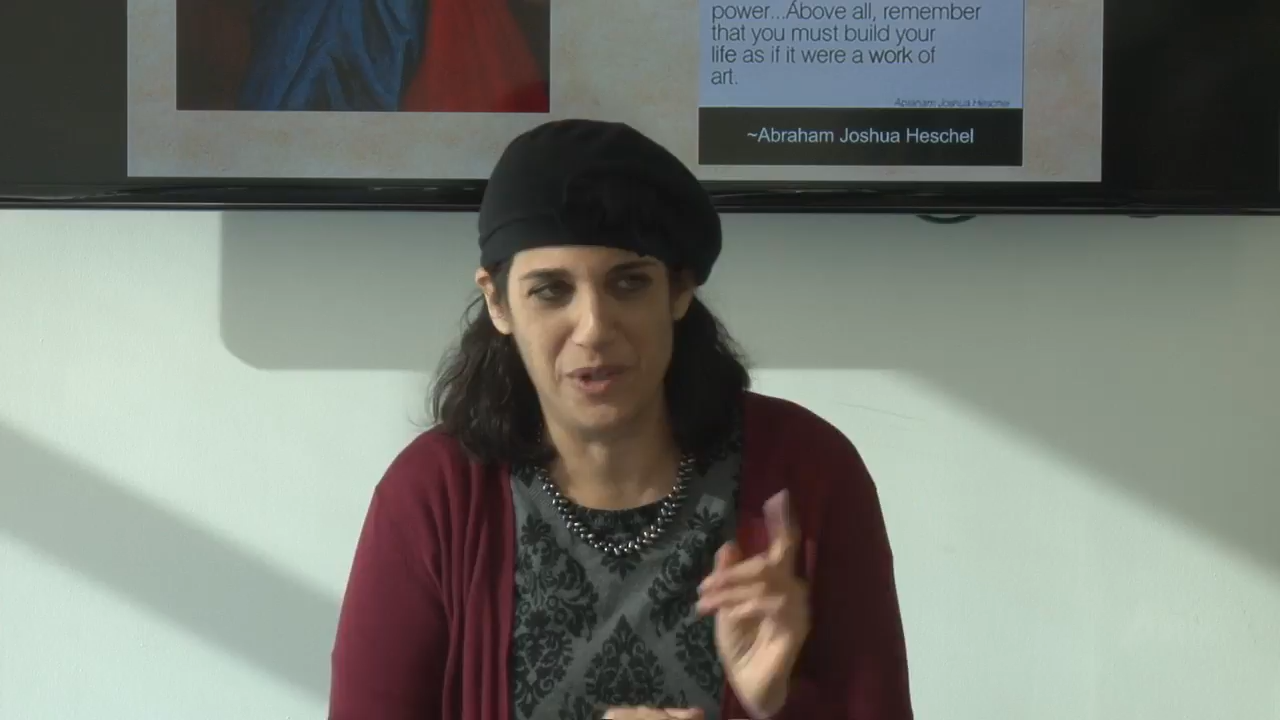 power...Above all, remember
that you must build your
life as if it were a work of
art.
Abraham Joshua Heschel
~Abraham Joshua Heschel